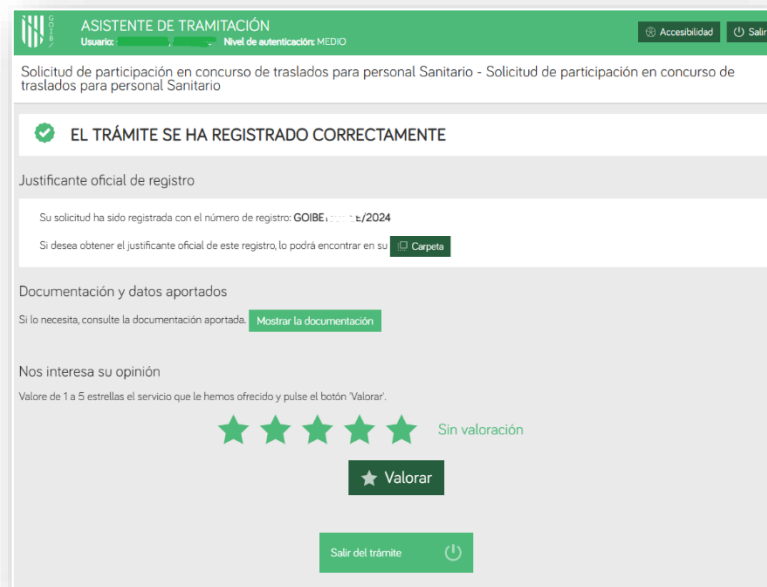 GOIB
ASISTENTE DE TRAMITACIÓN
Usuario: Nivel de autenticación: MEDIO
Accesibilidad
Salir
Solicitud de participación en concurso de traslados para personal Sanitario - Solicitud de participación en concurso de
traslados para personal Sanitario
EL TRÁMITE SE HA REGISTRADO CORRECTAMENTE
Justificante oficial de registro
Su solicitud ha sido registrada con el número de registro:
Si desea obtener el justificante oficial de este registro, lo podrá encontrar en su Carpeta
Documentación y datos aportados
Si lo necesita, consulte la documentación aportada. Mostrar la documentación
Nos interesa su opinión
Valore de 1 a 5 estrellas el servicio que le hemos ofrecido y pulse el botón 'Valorar'.
Sin valoración
Valorar
Salir del trámite